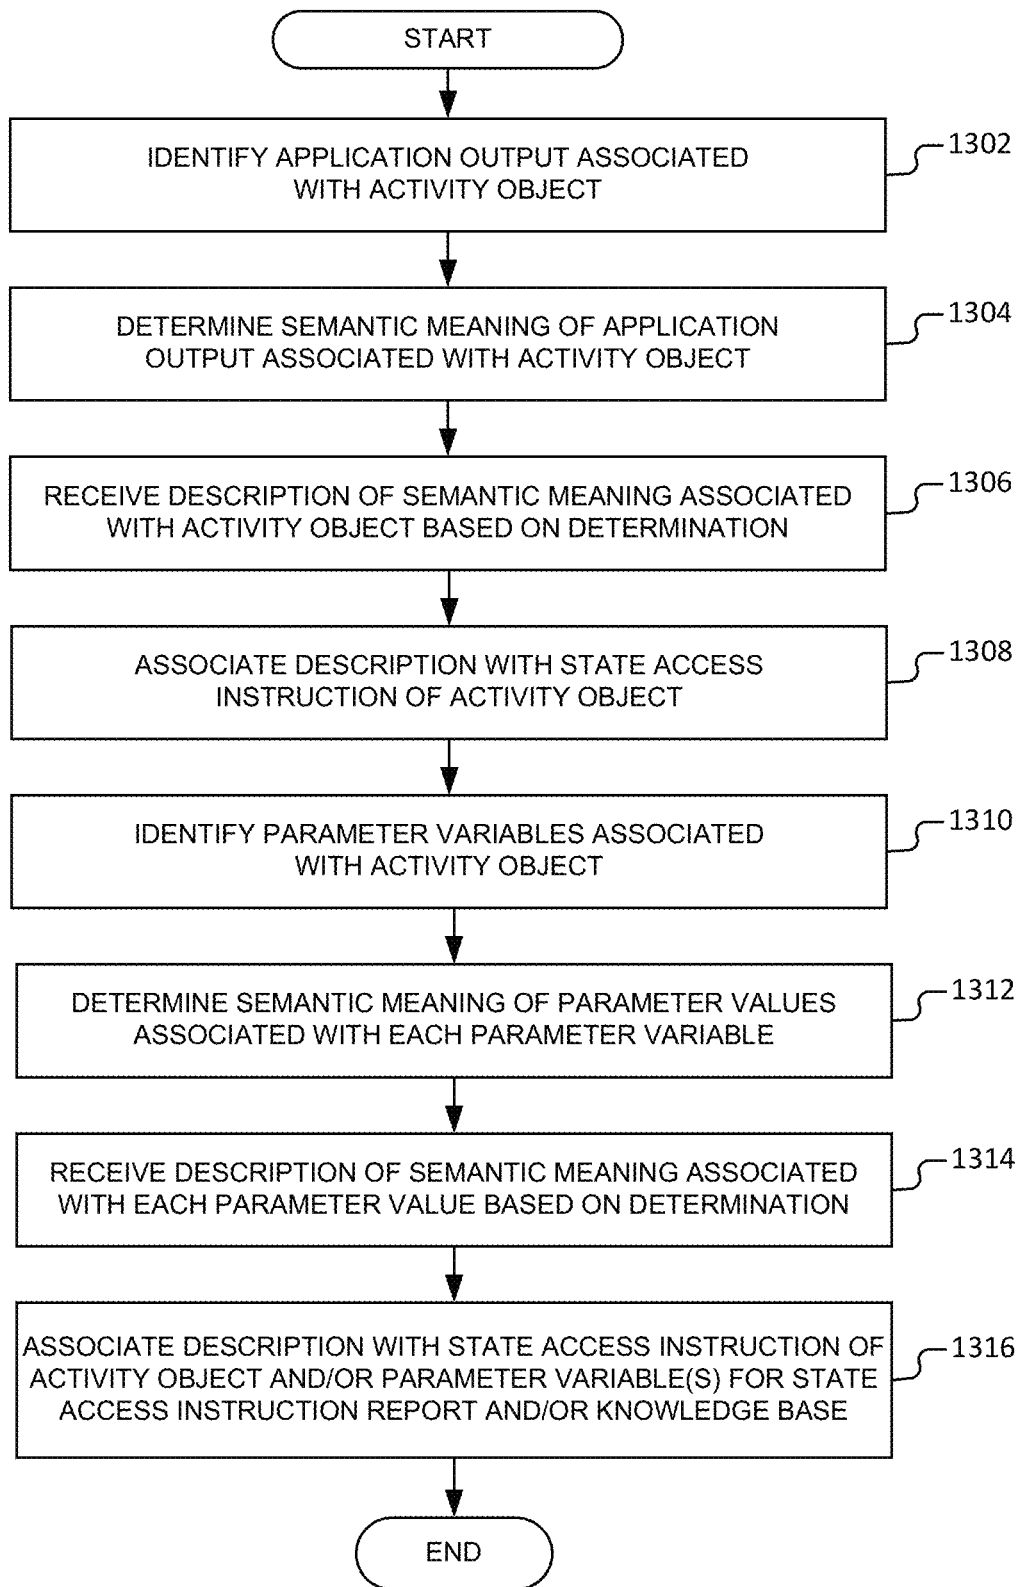 START
IDENTIFY APPLICATION OUTPUT ASSOCIATED
WITH ACTIVITY OBJECT
1302
DETERMINE SEMANTIC MEANING OF APPLICATION
OUTPUT ASSOCIATED WITH ACTIVITY OBJECT
1304
RECEIVE DESCRIPTION OF SEMANTIC MEANING ASSOCIATED
WITH ACTIVITY OBJECT BASED ON DETERMINATION
1306
ASSOCIATE DESCRIPTION WITH STATE ACCESS
INSTRUCTION OF ACTIVITY OBJECT
1308
IDENTIFY PARAMETER VARIABLES ASSOCIATED
WITH ACTIVITY OBJECT
1310
DETERMINE SEMANTIC MEANING OF PARAMETER VALUES
ASSOCIATED WITH EACH PARAMETER VARIABLE
1312
RECEIVE DESCRIPTION OF SEMANTIC MEANING ASSOCIATED
WITH EACH PARAMETER VALUE BASED ON DETERMINATION
1314
ASSOCIATE DESCRIPTION WITH STATE ACCESS INSTRUCTION OF
ACTIVITY OBJECT AND/OR PARAMETER VARIABLE(S) FOR STATE
ACCESS INSTRUCTION REPORT AND/OR KNOWLEDGE BASE
1316
END